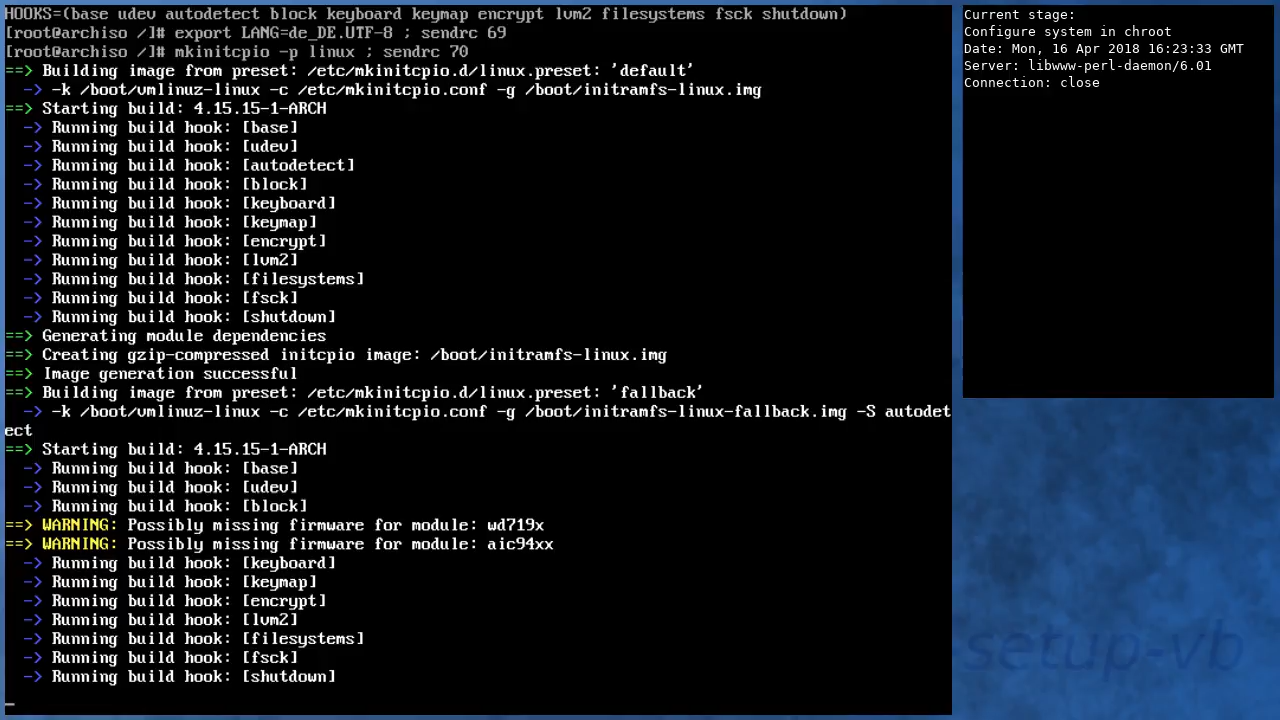 HOOKS=(base udev autodetect block keyboard keymap encrypt lvm2 filesystems fsck shutdown)
[root@archiso /]# export LANG=de_DE.UTF-8 ; sendrc 69
[root@archiso /]# mkinitcpio -p linux ; sendrc 70
==> Building image from preset: /etc/mkinitcpio.d/linux.preset: 'default'
  -> -k /boot/vmlinuz-linux -c /etc/mkinitcpio.conf -g /boot/initramfs-linux.img
==> Starting build: 4.15.15-1-ARCH
  -> Running build hook: [base]
  -> Running build hook: [udev]
  -> Running build hook: [autodetect]
  -> Running build hook: [block]
  -> Running build hook: [keyboard]
  -> Running build hook: [keymap]
  -> Running build hook: [encrypt]
  -> Running build hook: [lvm2]
  -> Running build hook: [filesystems]
  -> Running build hook: [fsck]
  -> Running build hook: [shutdown]
==> Generating module dependencies
==> Creating gzip-compressed initcpio image: /boot/initramfs-linux.img
==> Image generation successful
==> Building image from preset: /etc/mkinitcpio.d/linux.preset: 'fallback'
  -> -k /boot/vmlinuz-linux -c /etc/mkinitcpio.conf -g /boot/initramfs-linux-fallback.img -S autodet
ect
==> Starting build: 4.15.15-1-ARCH
  -> Running build hook: [base]
  -> Running build hook: [udev]
  -> Running build hook: [block]
==> WARNING: Possibly missing firmware for module: wd719x
==> WARNING: Possibly missing firmware for module: aic94xx
  -> Running build hook: [keyboard]
  -> Running build hook: [keymap]
  -> Running build hook: [encrypt]
  -> Running build hook: [lvm2]
  -> Running build hook: [filesystems]
  -> Running build hook: [fsck]
  -> Running build hook: [shutdown]
_
Current stage:
Configure system in chroot
Date: Mon, 16 Apr 2018 16:23:33 GMT
Server: libwww-perl-daemon/6.01
Connection: close
setup-vb